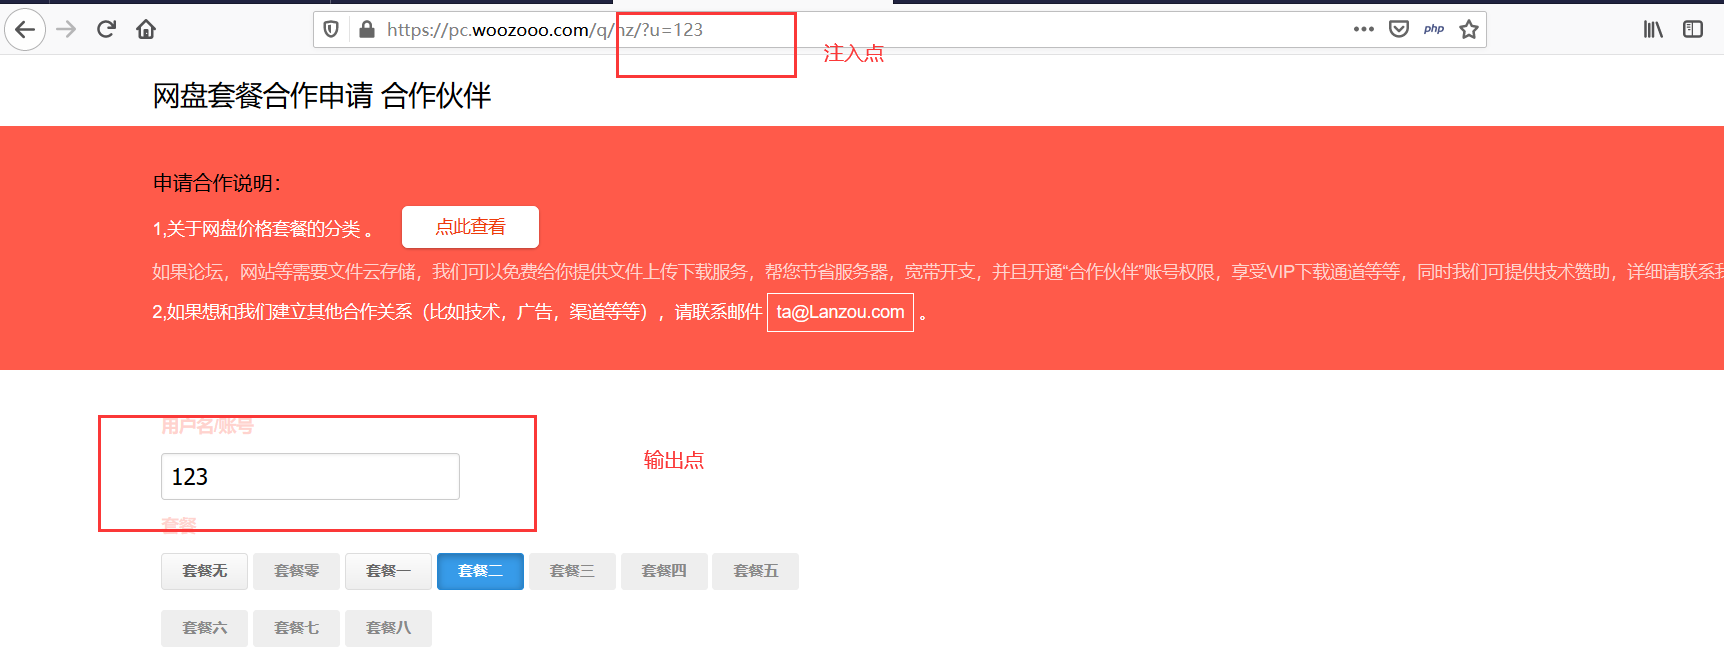 https://pc.woozooo.com/q/hz/?u=123
php
注入点
网盘套餐合作申请 合作伙伴
申请合作说明：
1,关于网盘价格套餐的分类 。
点此查看
如果论坛，网站等需要文件云存储，我们可以免费给你提供文件上传下载服务，帮您节省服务器，宽带开支，并且开通“合作伙伴”账号权限，享受VIP下载通道等等，同时我们可提供技术赞助，详细请联系
2,如果想和我们建立其他合作关系（比如技术，广告，渠道等等），请联系邮件 ta@Lanzou.com 。
用户名/账号
123
输出点
套餐
套餐无 套餐零 套餐一 套餐二 套餐三 套餐四 套餐五
套餐六 套餐七 套餐八